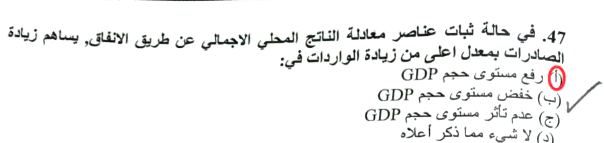 47. في حالة ثبات عناصر معادلة الناتج المحلي الاجمالي عن طريق الانفاق, يساهم زيادة
الصادرات بمعدل اعلى من زيادة الواردات في:
(أ) رفع مستوى حجم GDP
(ب) خفض مستوى حجم GDP
(ج) عدم تأثر مستوى حجم GDP
(د) لا شيء مما ذكر أعلاه